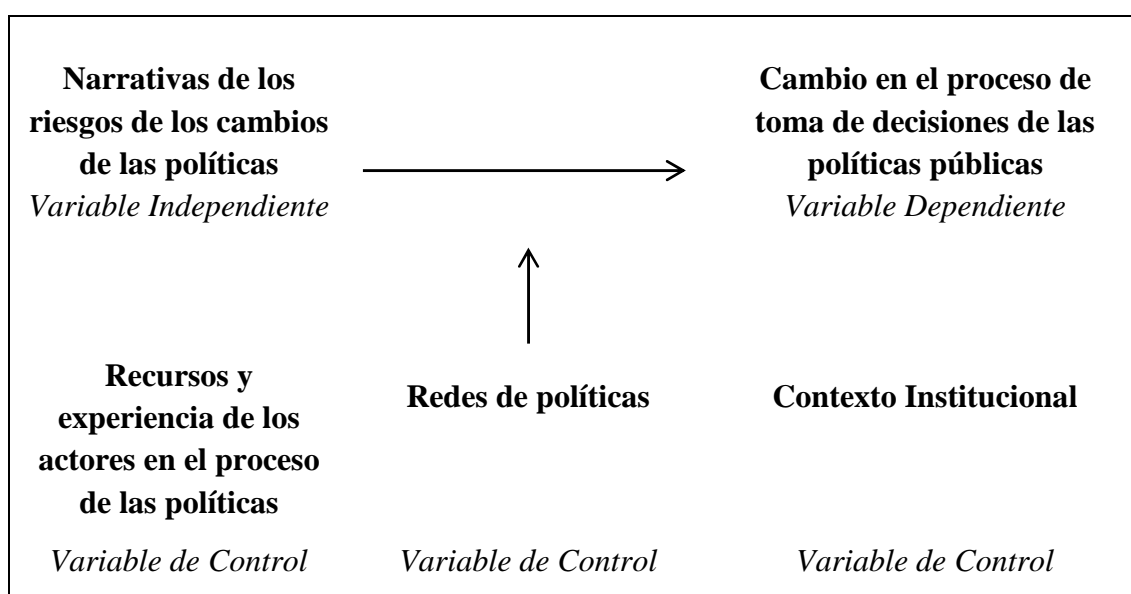 Narrativas de los
riesgos de los cambios
de las políticas
Variable Independiente
Cambio en el proceso de
toma de decisiones de las
políticas públicas
Variable Dependiente
Recursos y
experiencia de los
actores en el proceso
de las políticas
Variable de Control
Redes de políticas
Variable de Control
Contexto Institucional
Variable de Control